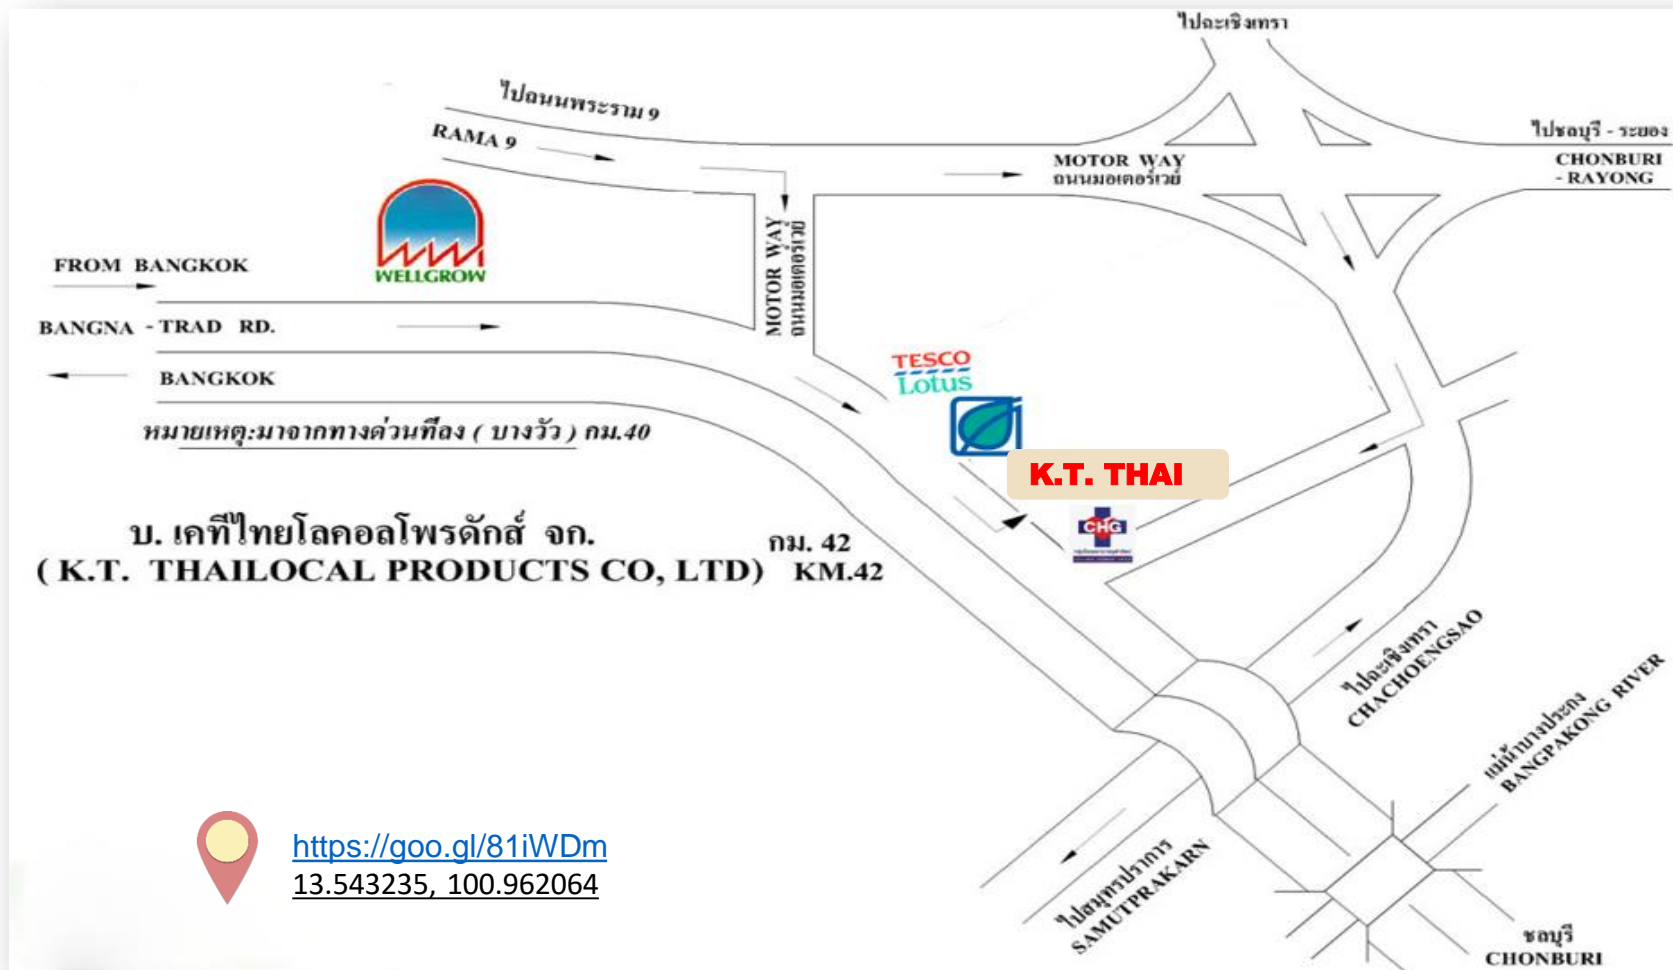 ไปฉะเชิงเทรา
ไปถนนพระราม 9
RAMA 9
ไปชลบุรี - ระยอง
CHONBURI
- RAYONG
MOTOR WAY
ถนนมอเตอร์เวย์
WELLGROW
MOTOR WAY
ถนนมอเตอร์เวย์
FROM BANGKOK
BANGNA - TRAD RD.
BANGKOK
TESCO
Lotus
หมายเหตุ:มาจากทางด่วนที่ลง ( บางวัว ) กม.40
K.T. THAI
CHG
บ. เคทีไทยโลคอลโพรดักส์ จก.
( K.T. THAILOCAL PRODUCTS CO, LTD)
กม. 42
KM.42
ไปฉะเชิงเทรา
CHACHOENGSAO
แม่น้ำบางปะกง
BANGPAKONG RIVER
https://goo.gl/81iWDm
13.543235, 100.962064
ไปสมุทรปราการ
SAMUTPRAKARN
ชลบุรี
CHONBURI